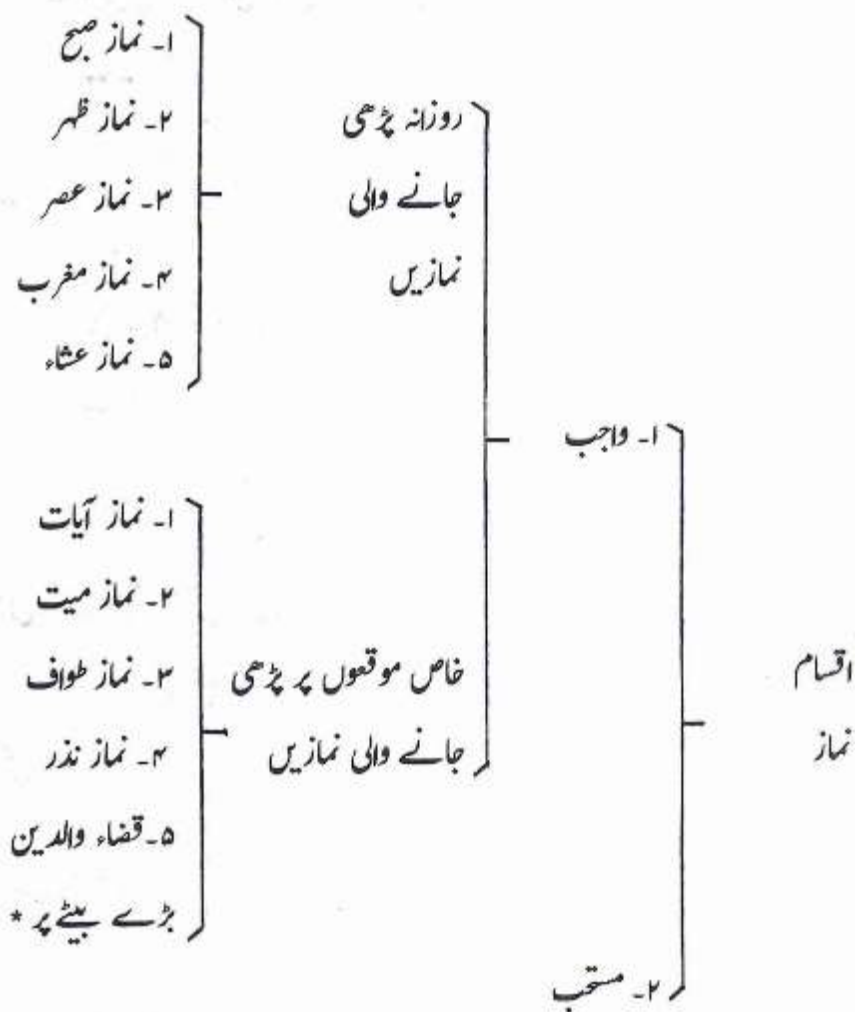 اقسام
نماز
۱۔ واجب
روزانہ پڑھی
جانے والی
نمازیں
۱۔ نماز صبح
۲۔ نماز ظہر
۳۔ نماز عصر
۴۔ نماز مغرب
۵۔ نماز عشاء
خاص موقعوں پر پڑھی
جانے والی نمازیں
۱۔ نماز آیات
۲۔ نماز میت
۳۔ نماز طواف
۴۔ نماز نذر
۵۔ قضاء والدین
بڑے بیٹے پر *
۲۔ مستحب